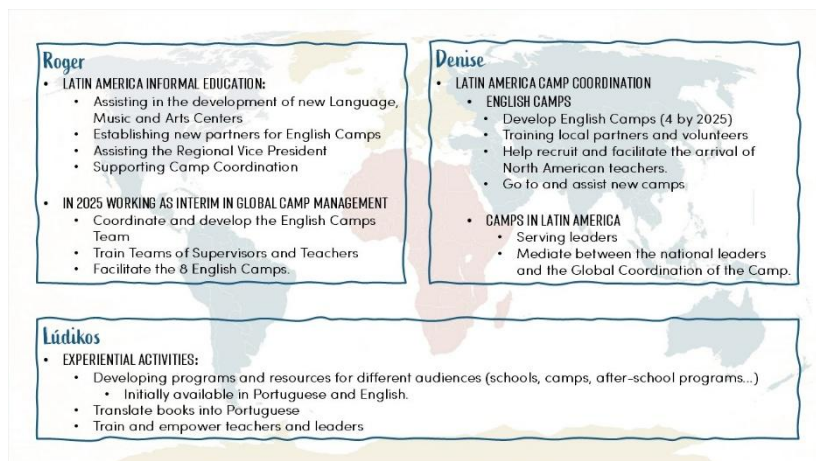 Roger
• LATIN AMERICA INFORMAL EDUCATION:
• Assisting in the development of new Language,
Music and Arts Centers
• Establishing new partners for English Camps
• Assisting the Regional Vice President
• Supporting Camp Coordination
• IN 2025 WORKING AS INTERIM IN GLOBAL CAMP MANAGEMENT
• Coordinate and develop the English Camps
Team
• Train Teams of Supervisors and Teachers
• Facilitate the 8 English Camps.
Denise
• LATIN AMERICA CAMP COORDINATION
• ENGLISH CAMPS
• Develop English Camps (4 by 2025)
• Training local partners and volunteers
• Help recruit and facilitate the arrival of
North American teachers.
• Go to and assist new camps
• CAMPS IN LATIN AMERICA
• Serving leaders
• Mediate between the national leaders
and the Global Coordination of the Camp.
Lúdikos
• EXPERIENTIAL ACTIVITIES:
• Developing programs and resources for different audiences (schools, camps, after-school programs...)
• Initially available in Portuguese and English.
• Translate books into Portuguese
• Train and empower teachers and leaders